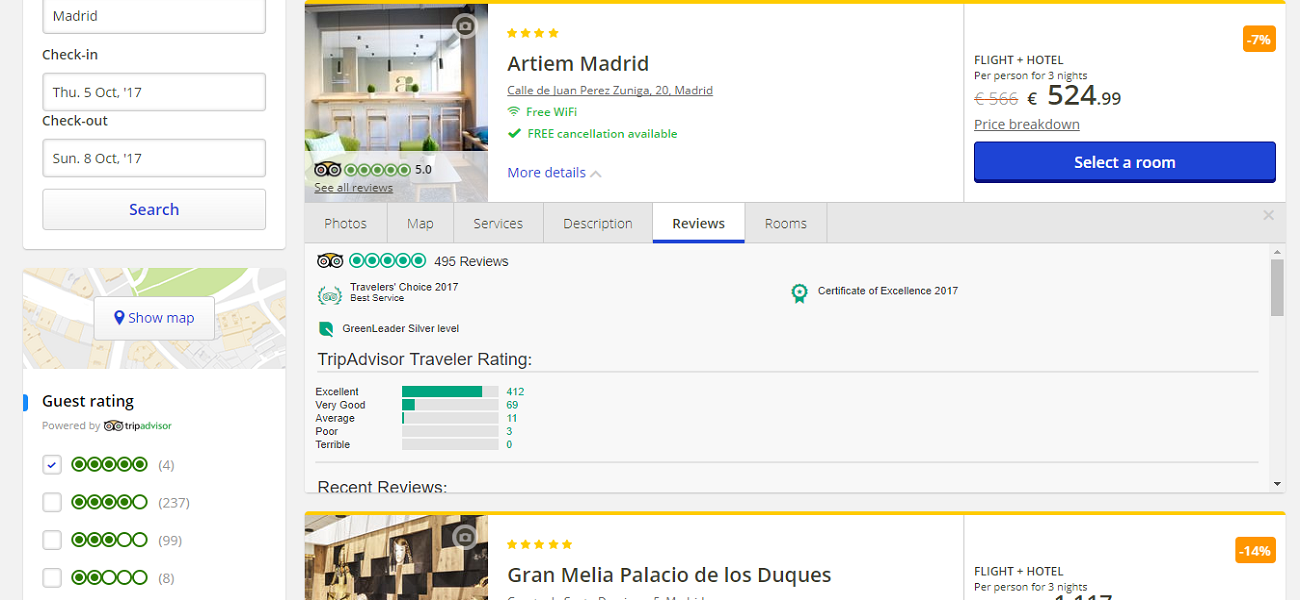 Madrid
Check-in
Thu. 5 Oct, '17
Check-out
Sun. 8 Oct, '17
Search
Show map
Guest rating
Powered by tripadvisor
(4)
(237)
(99)
(8)
5.0
See all reviews
Artiem Madrid
Calle de Juan Perez Zuniga, 20, Madrid
Free WiFi
FREE cancellation available
More details
-7%
FLIGHT + HOTEL
Per person for 3 nights
€ 566 € 524.99
Price breakdown
Select a room
Photos Map Services Description Reviews Rooms
495 Reviews
Travelers' Choice 2017
Best Service
Certificate of Excellence 2017
GreenLeader Silver level
TripAdvisor Traveler Rating:
Excellent 412
Very Good 69
Average 11
Poor 3
Terrible 0
Recent Reviews:
Gran Melia Palacio de los Duques
-14%
FLIGHT + HOTEL
Per person for 3 nights